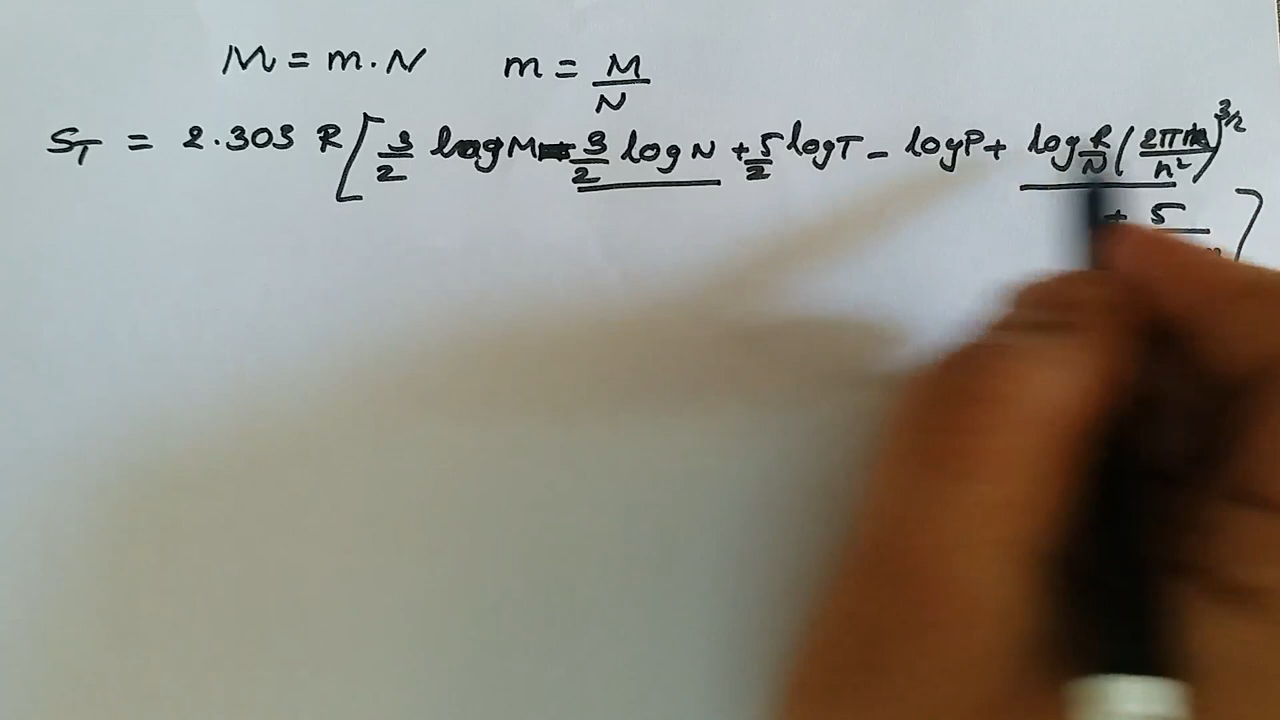 M = m.N m = M/N
S_T = 2.303 R [ 3/2 log M - 3/2 log N + 5/2 log T - log P + log R/N ( 2πk/h² )^3/2
+ 5 ]